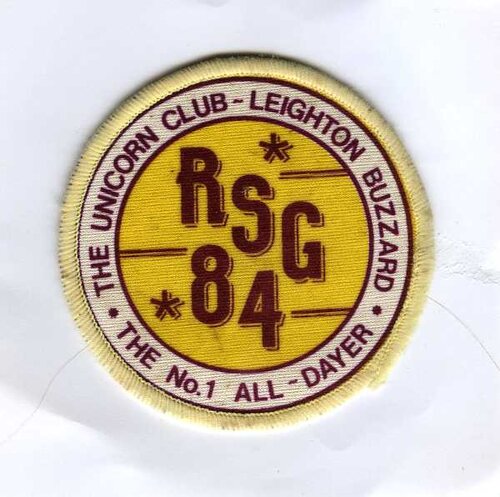 THE UNICORN CLUB ~ LEIGHTON BUZZARD
RSG
84
• THE No.1 ALL-DAYER •